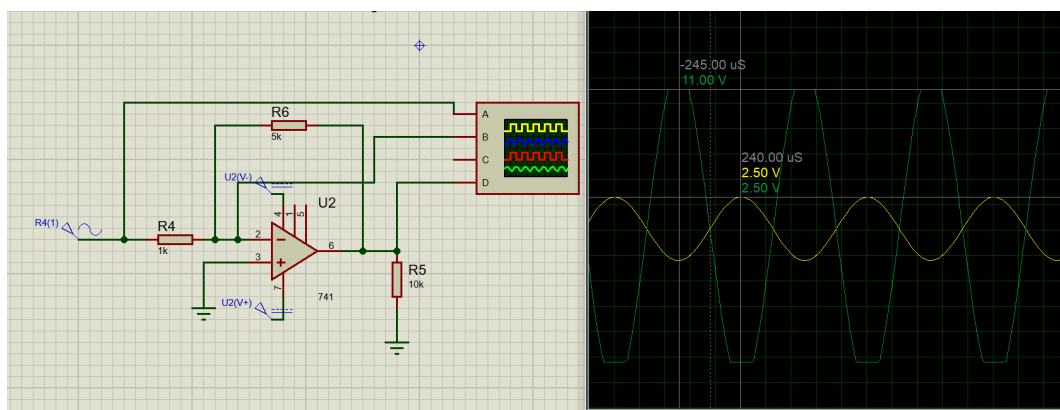 -245.00 uS
11.00 V
R6
5k
A
B
C
D
240.00 uS
2.50 V
2.50 V
U2(V-)
U2
4
1
5
R4(1)
R4
1k
2
6
3
7
R5
10k
741
U2(V+)